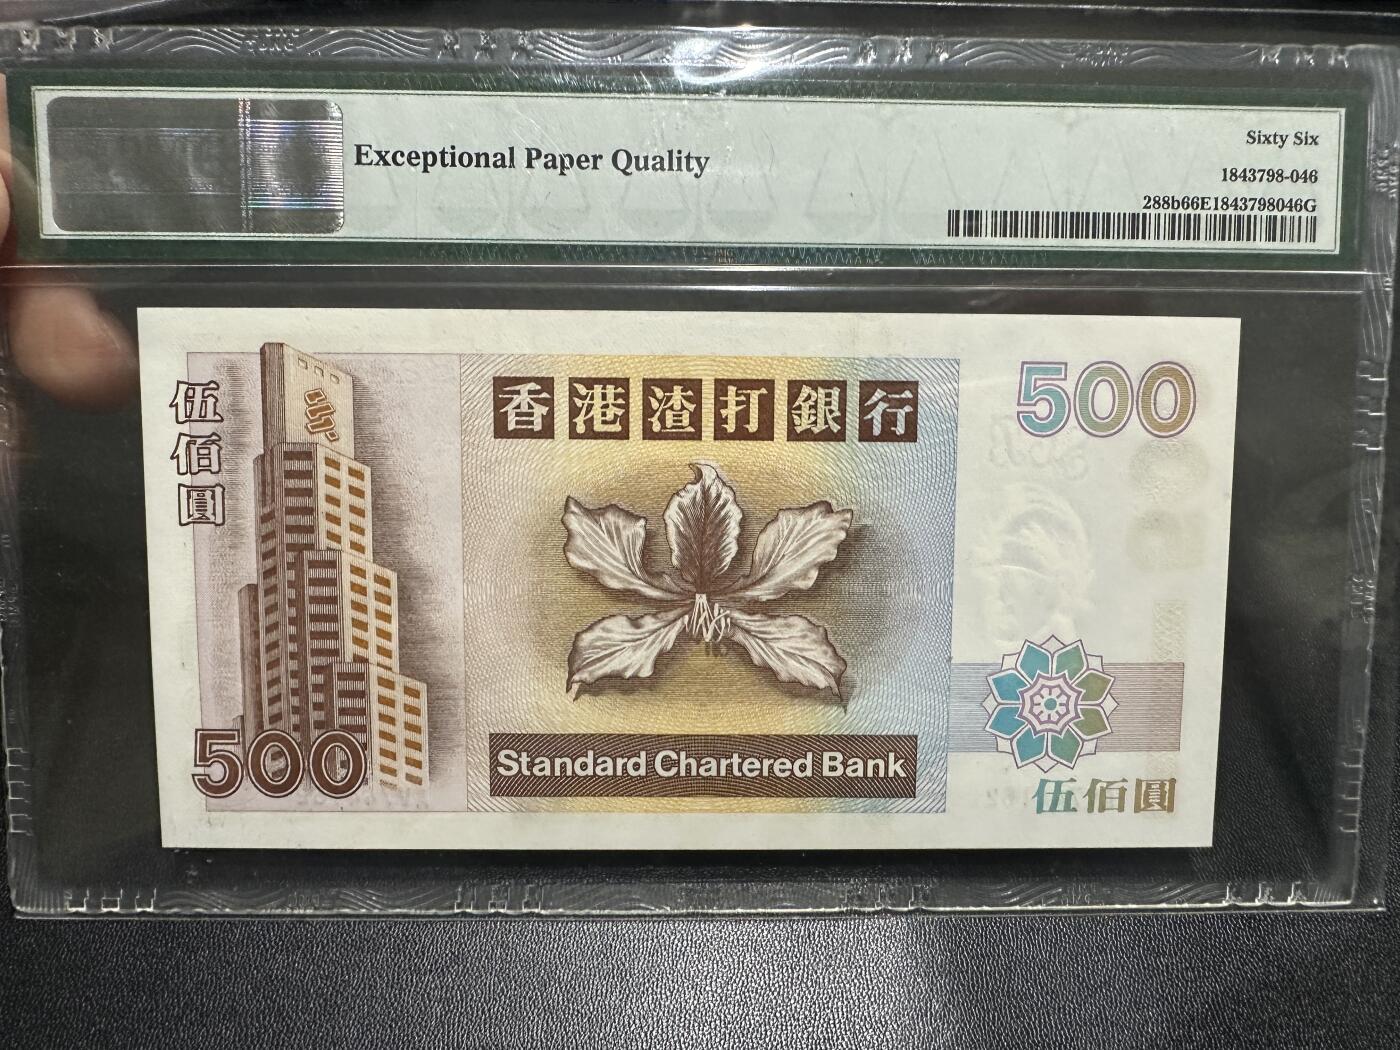 Exceptional Paper Quality
Sixty Six
1843798-046
288b66E1843798046G
伍佰圓
香港渣打銀行
500
500
Standard Chartered Bank
伍佰圓